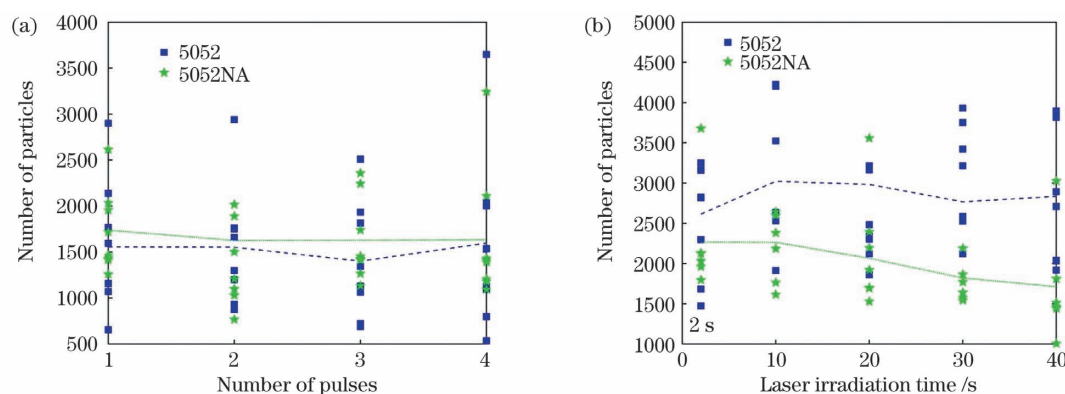 (a)
4000
3500
3000
2500
2000
1500
1000
500
Number of particles
5052
5052NA
1 2 3 4
Number of pulses
(b)
5000
4500
4000
3500
3000
2500
2000
1500
1000
Number of particles
5052
5052NA
2 s
0 10 20 30 40
Laser irradiation time /s